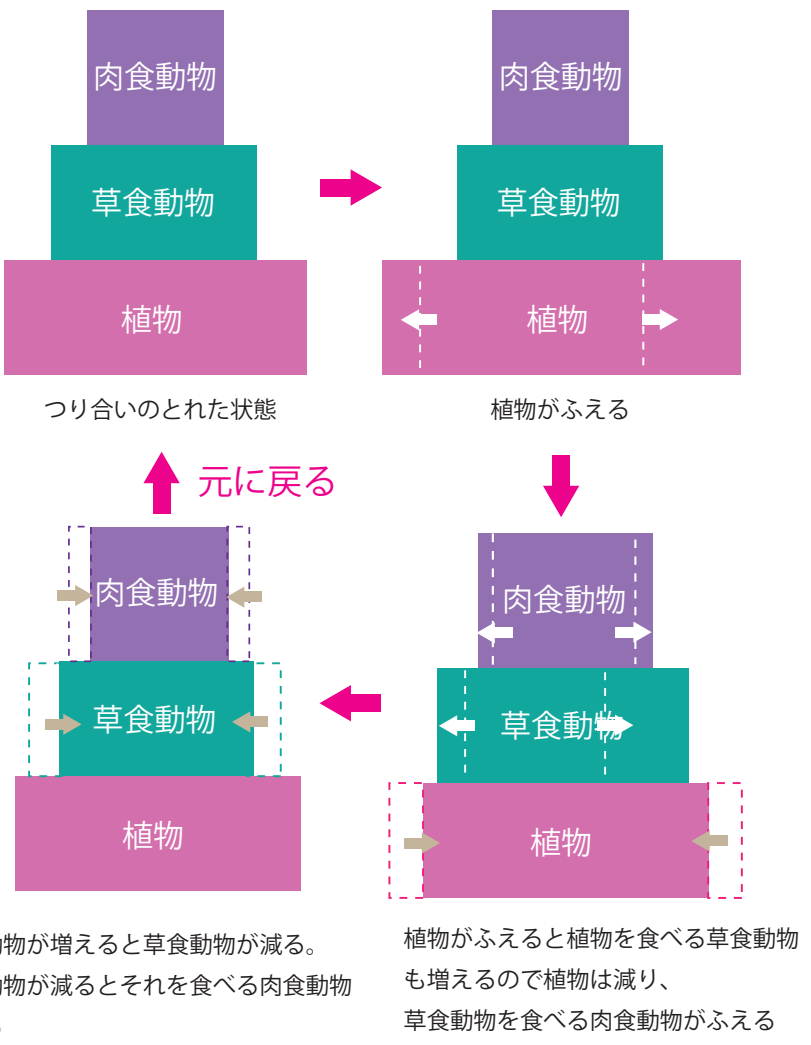 肉食動物
草食動物
植物
つり合いのとれた状態
肉食動物
草食動物
植物
植物がふえる
元に戻る
肉食動物
草食動物
植物
肉食動物
草食動物
植物
物が増えると草食動物が減る。
物が減るとそれを食べる肉食動物
植物がふえると植物を食べる草食動物
も増えるので植物は減り、
草食動物を食べる肉食動物がふえる